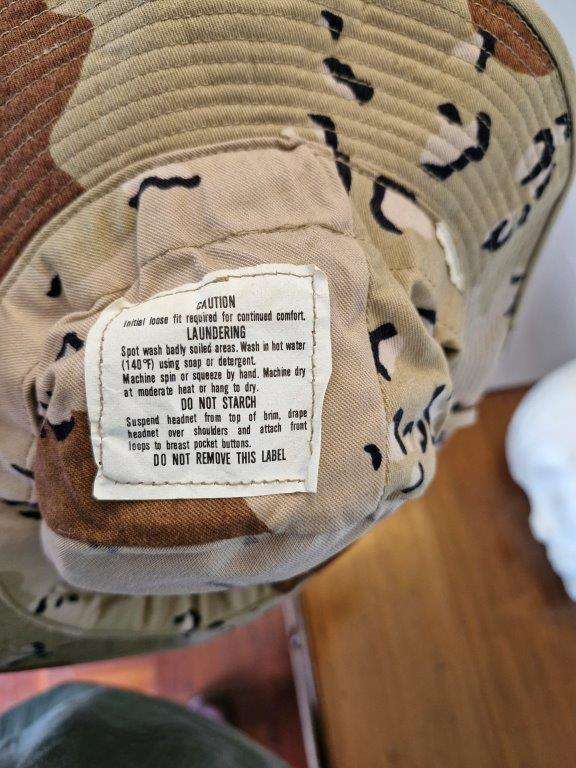 CAUTION
Initial loose fit required for continued comfort.
LAUNDERING
Spot wash badly soiled areas. Wash in hot water
(140°F) using soap or detergent.
Machine spin or squeeze by hand. Machine dry
at moderate heat or hang to dry.
DO NOT STARCH
Suspend headnet from top of brim, drape
headnet over shoulders and attach front
loops to breast pocket buttons.
DO NOT REMOVE THIS LABEL